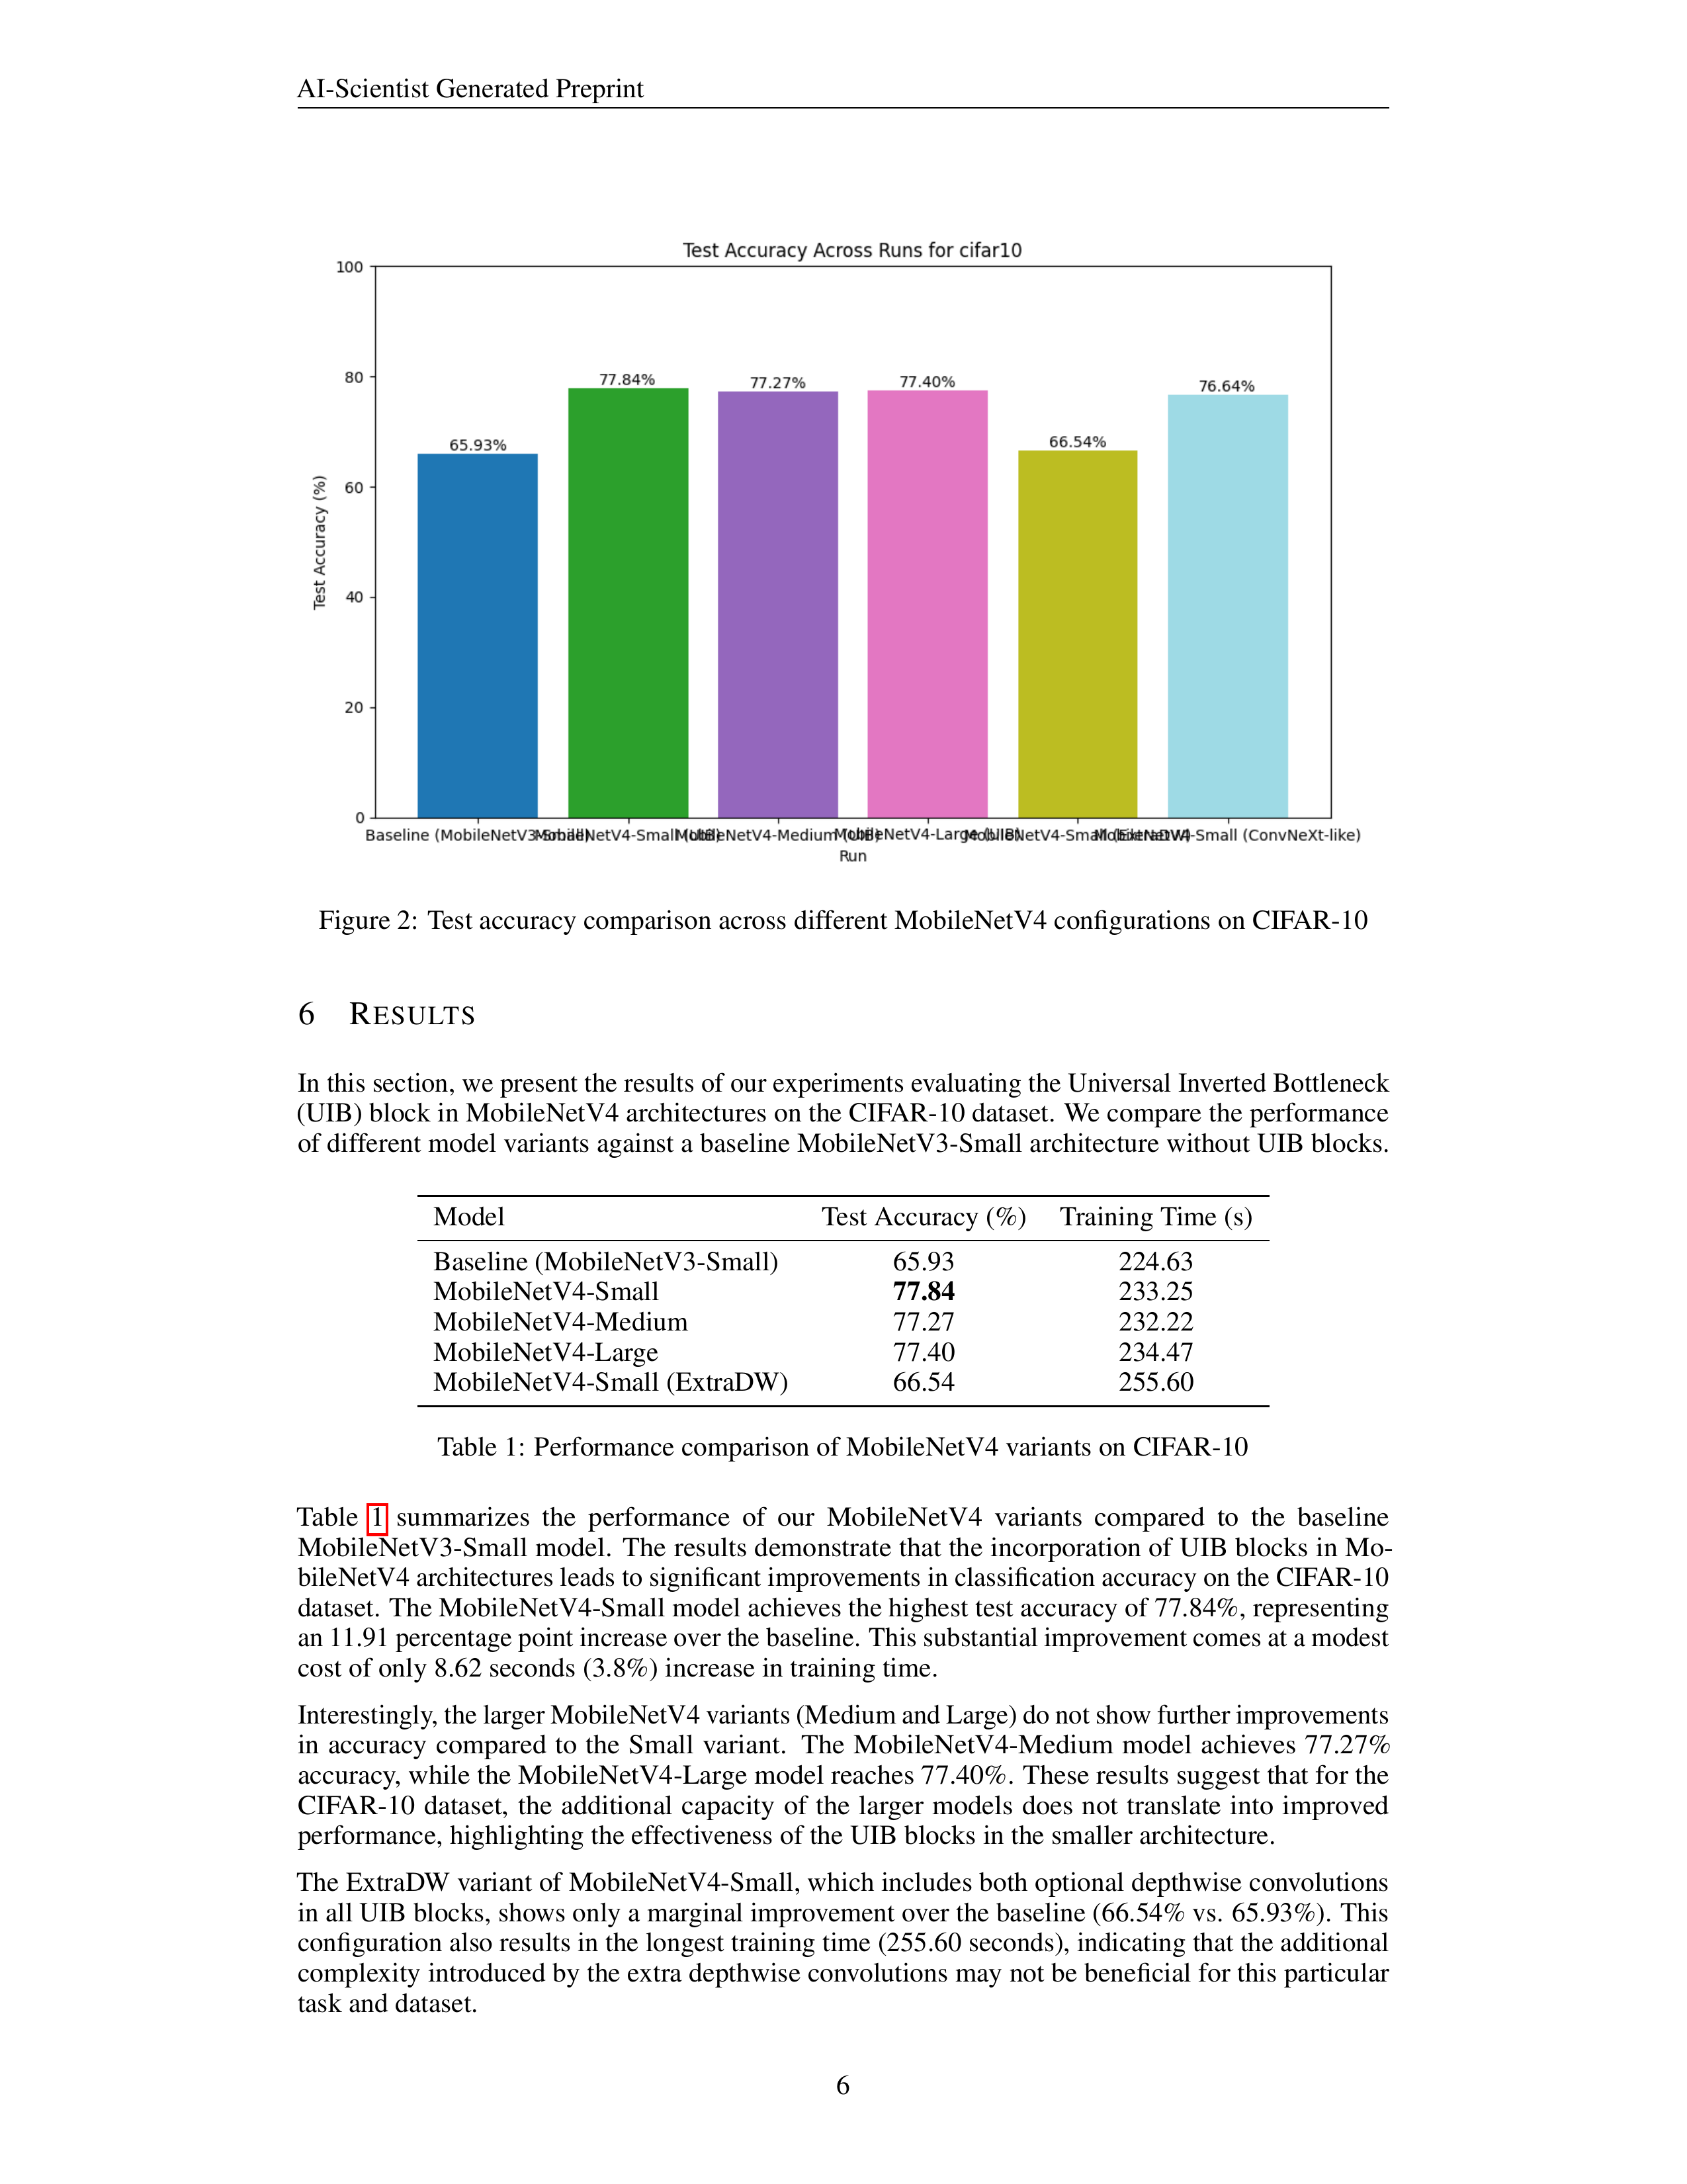 AI-Scientist Generated Preprint
Test Accuracy Across Runs for cifar10
100
80
60
40
20
0
Test Accuracy (%)
65.93%
77.84%
77.27%
77.40%
66.54%
76.64%
Baseline (MobileNetV3-Small)
MobileNetV4-Small (UIB)
MobileNetV4-Medium (UIB)
MobileNetV4-Large (UIB)
MobileNetV4-Small (ExtraDW)
MobileNetV4-Small (ConvNeXt-like)
Run
Figure 2: Test accuracy comparison across different MobileNetV4 configurations on CIFAR-10
6 RESULTS
In this section, we present the results of our experiments evaluating the Universal Inverted Bottleneck
(UIB) block in MobileNetV4 architectures on the CIFAR-10 dataset. We compare the performance
of different model variants against a baseline MobileNetV3-Small architecture without UIB blocks.
Model Test Accuracy (%) Training Time (s)
Baseline (MobileNetV3-Small) 65.93 224.63
MobileNetV4-Small 77.84 233.25
MobileNetV4-Medium 77.27 232.22
MobileNetV4-Large 77.40 234.47
MobileNetV4-Small (ExtraDW) 66.54 255.60
Table 1: Performance comparison of MobileNetV4 variants on CIFAR-10
Table 1 summarizes the performance of our MobileNetV4 variants compared to the baseline
MobileNetV3-Small model. The results demonstrate that the incorporation of UIB blocks in Mo-
bileNetV4 architectures leads to significant improvements in classification accuracy on the CIFAR-10
dataset. The MobileNetV4-Small model achieves the highest test accuracy of 77.84%, representing
an 11.91 percentage point increase over the baseline. This substantial improvement comes at a modest
cost of only 8.62 seconds (3.8%) increase in training time.
Interestingly, the larger MobileNetV4 variants (Medium and Large) do not show further improvements
in accuracy compared to the Small variant. The MobileNetV4-Medium model achieves 77.27%
accuracy, while the MobileNetV4-Large model reaches 77.40%. These results suggest that for the
CIFAR-10 dataset, the additional capacity of the larger models does not translate into improved
performance, highlighting the effectiveness of the UIB blocks in the smaller architecture.
The ExtraDW variant of MobileNetV4-Small, which includes both optional depthwise convolutions
in all UIB blocks, shows only a marginal improvement over the baseline (66.54% vs. 65.93%). This
configuration also results in the longest training time (255.60 seconds), indicating that the additional
complexity introduced by the extra depthwise convolutions may not be beneficial for this particular
task and dataset.
6